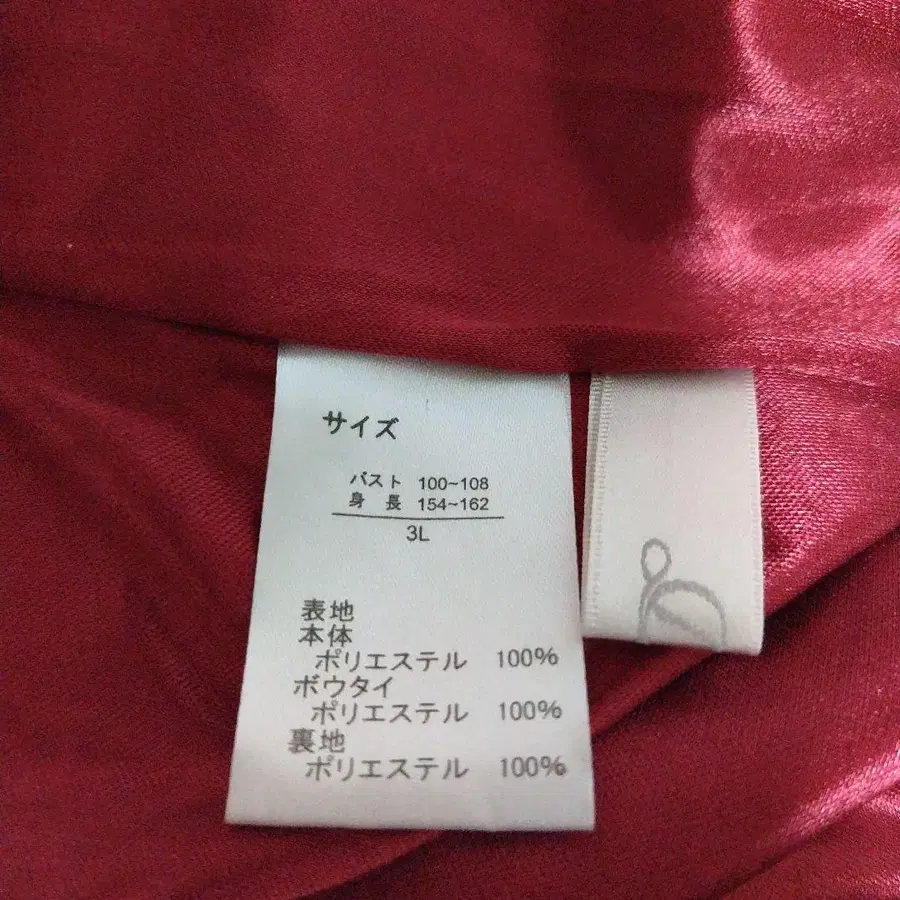 サイズ
バスト 100~108
身 長 154~162
3L
表地
本体
ポリエステル 100%
ボウタイ
ポリエステル 100%
裏地
ポリエステル 100%